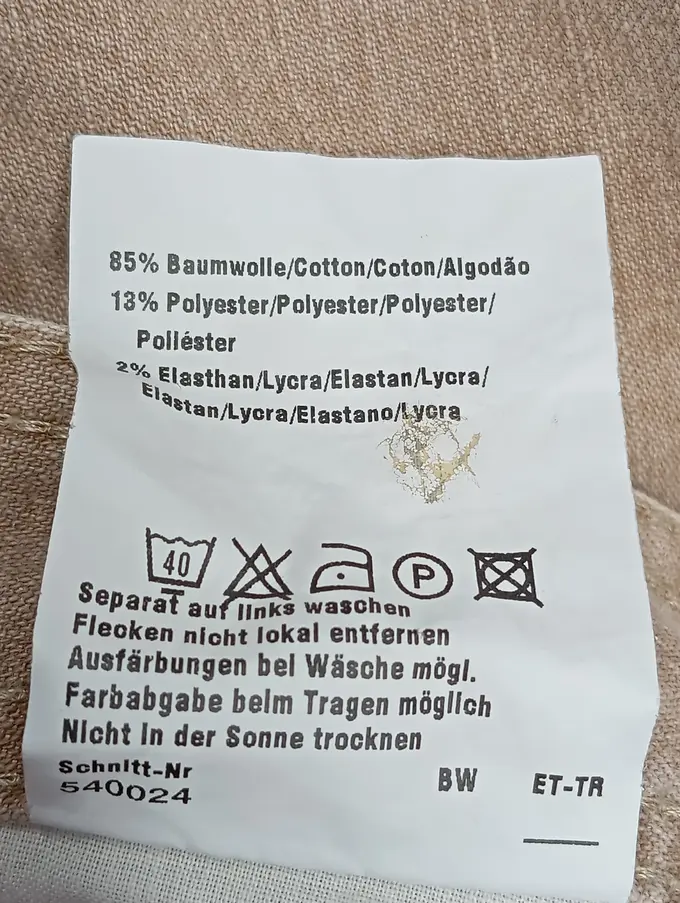 85% Baumwolle/Cotton/Coton/Algodão
13% Polyester/Polyester/Polyester/
Poliéster
2% Elasthan/Lycra/Elastan/Lycra/
Elastan/Lycra/Elastano/Lycra
40
P
Separat auf links waschen
Flecken nicht lokal entfernen
Ausfärbungen bei Wäsche mögl.
Farbabgabe beim Tragen möglich
Nicht in der Sonne trocknen
Schnitt-Nr
540024
BW ET-TR